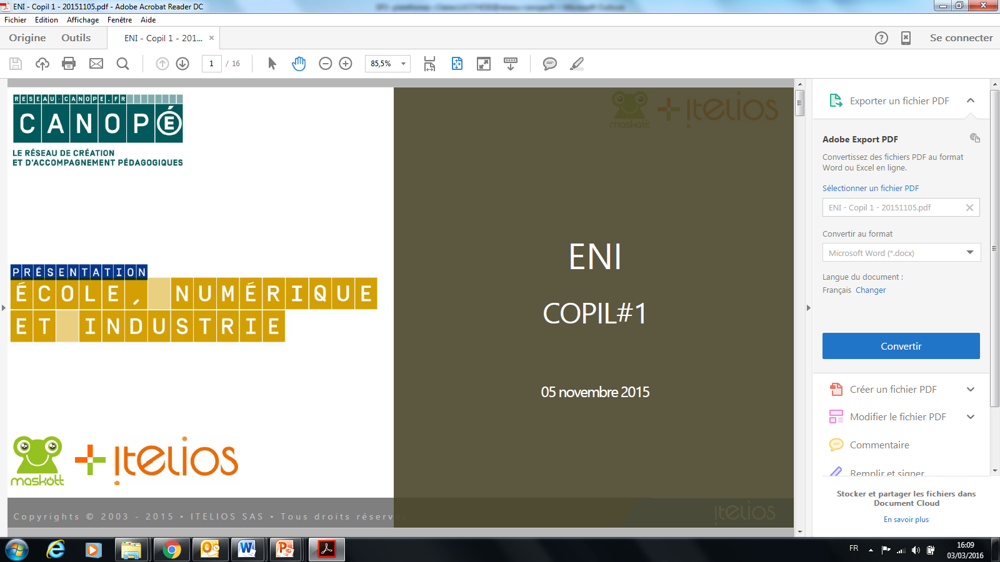 ENI - Copil 1 - 20151105.pdf - Adobe Acrobat Reader DC
Fichier Edition Affichage Fenêtre Aide
Origine Outils ENI - Copil 1 - 201... × Se connecter
1 / 16 85,5%
RESEAU-CANOPE.FR
CANOPÉ
LE RÉSEAU DE CRÉATION
ET D'ACCOMPAGNEMENT PÉDAGOGIQUES
PRÉSENTATION
ÉCOLE, NUMÉRIQUE
ET INDUSTRIE
maskott
itelios
Copyrights © 2003 - 2015 • ITELIOS SAS • Tous droits réservés
maskott
itelios
ENI
COPIL#1
05 novembre 2015
itelios
Exporter un fichier PDF
Adobe Export PDF
Convertissez des fichiers PDF au format
Word ou Excel en ligne.
Sélectionner un fichier PDF
ENI - Copil 1 - 20151105.pdf
Convertir au format
Microsoft Word (*.docx)
Langue du document :
Français Changer
Convertir
Créer un fichier PDF
Modifier le fichier PDF
Commentaire
Remplir et signer
Stocker et partager les fichiers dans
Document Cloud
En savoir plus
FR
16:09
03/03/2016